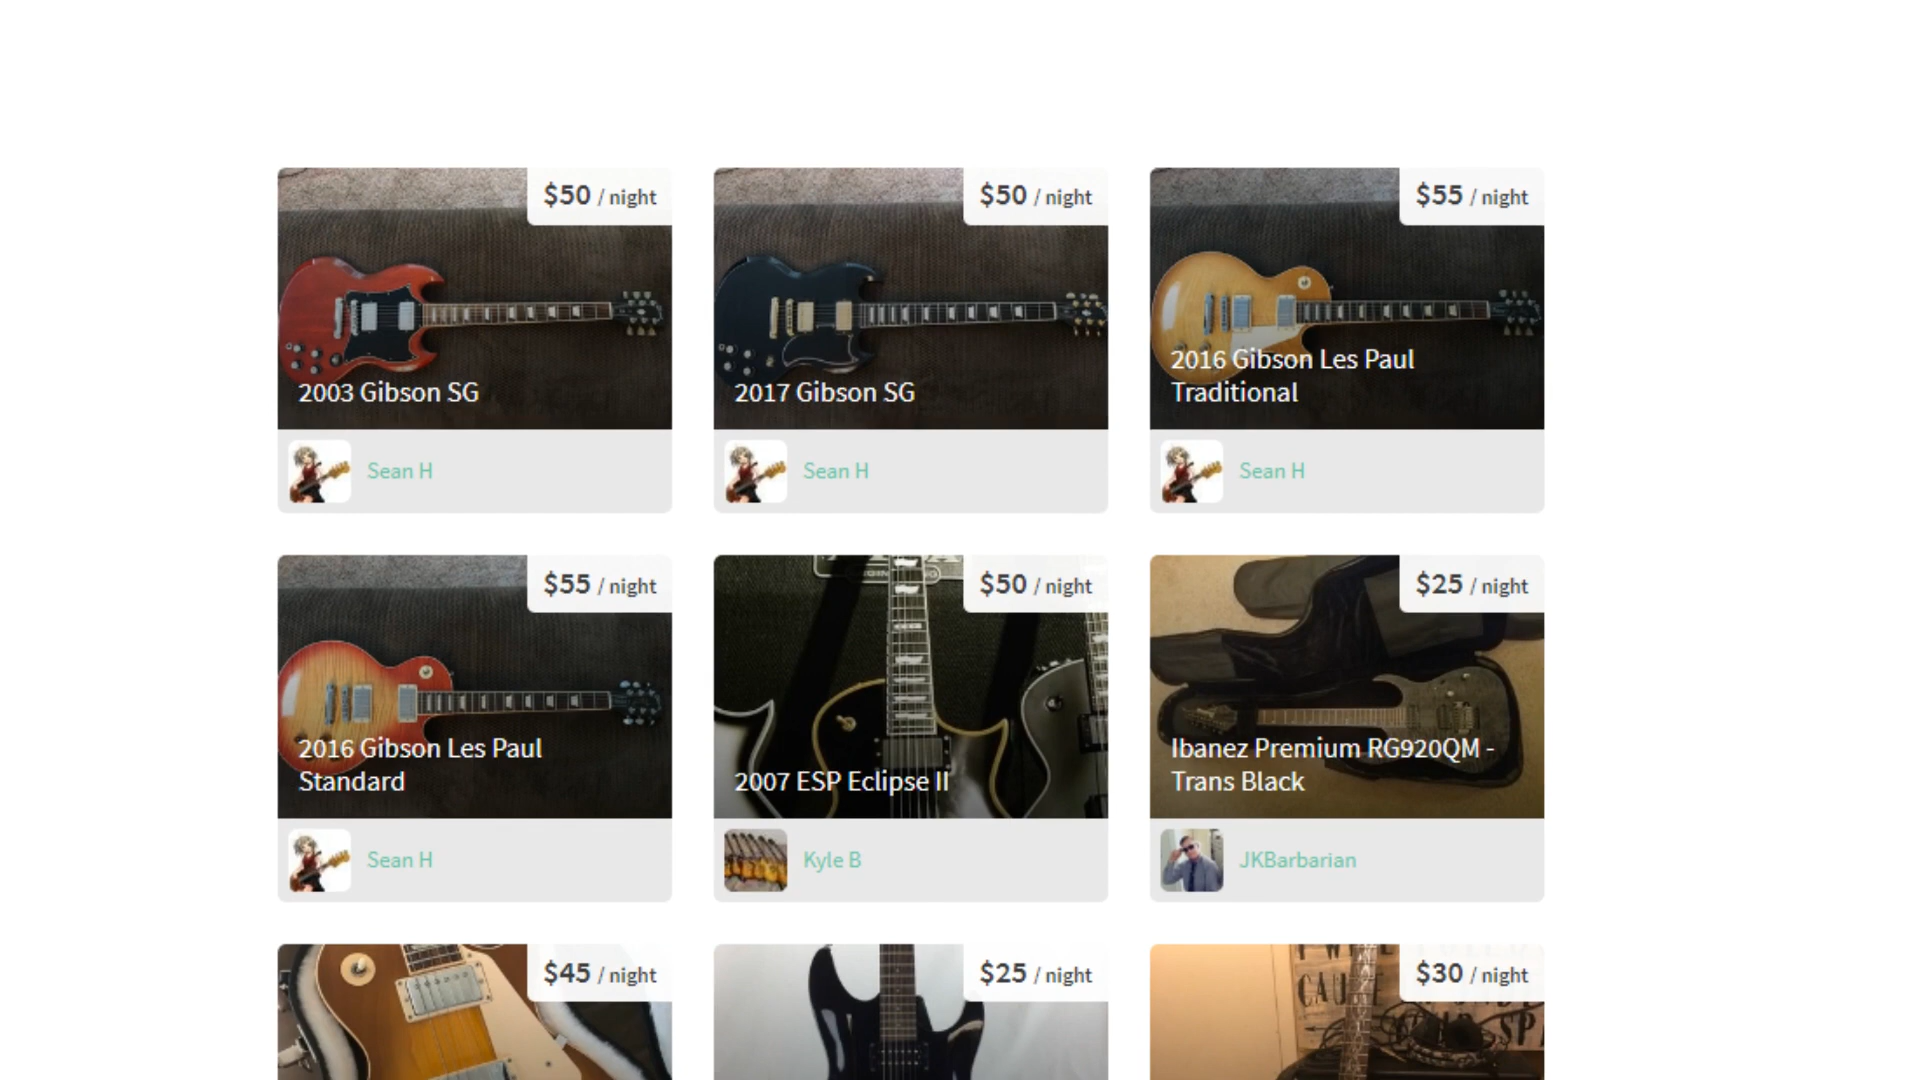 $50 / night
2003 Gibson SG
Sean H
$50 / night
2017 Gibson SG
Sean H
$55 / night
2016 Gibson Les Paul
Traditional
Sean H
$55 / night
2016 Gibson Les Paul
Standard
Sean H
$50 / night
2007 ESP Eclipse II
Kyle B
$25 / night
Ibanez Premium RG920QM -
Trans Black
JKBarbarian
$45 / night
$25 / night
$30 / night